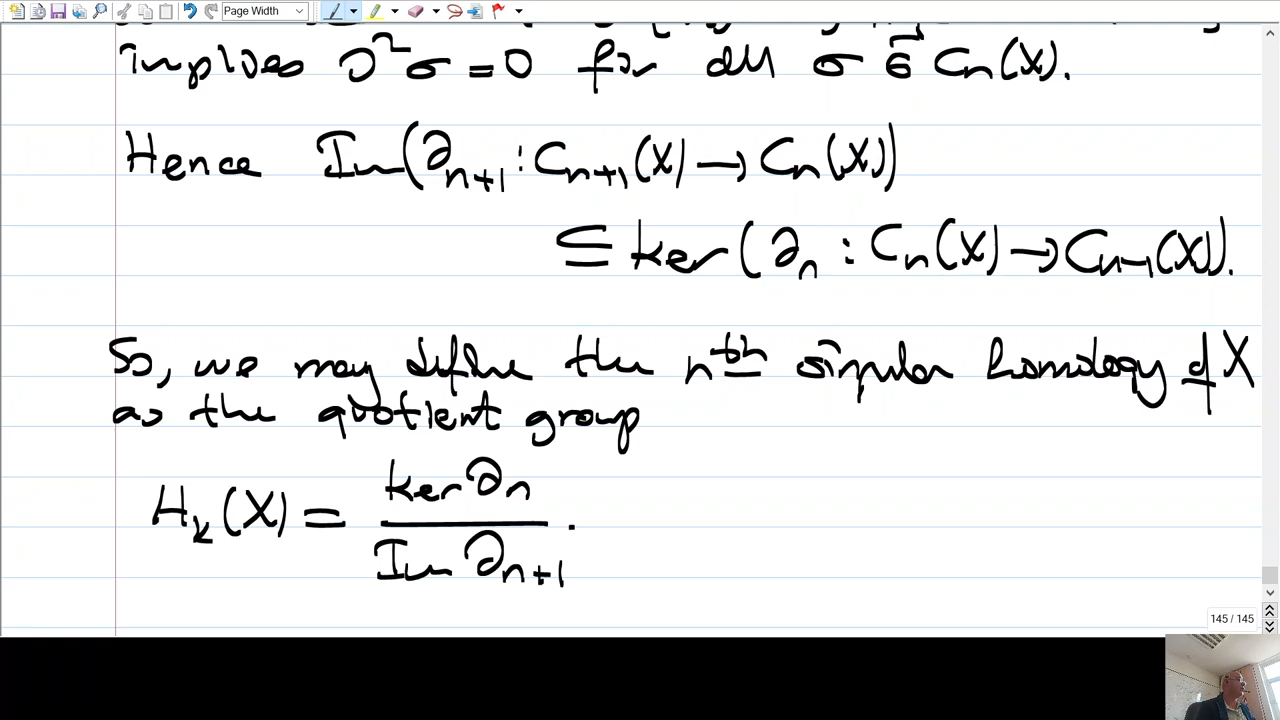 Page Width
implies ∂²σ = 0 for all σ ∈ Cn(X).
Hence Im(∂n+1 : Cn+1(X) → Cn(X))
⊆ ker(∂n : Cn(X) → Cn-1(X)).
So, we may define the nth singular homology of X
as the quotient group
Hk(X) = ker ∂n / Im ∂n+1 .
145 / 145